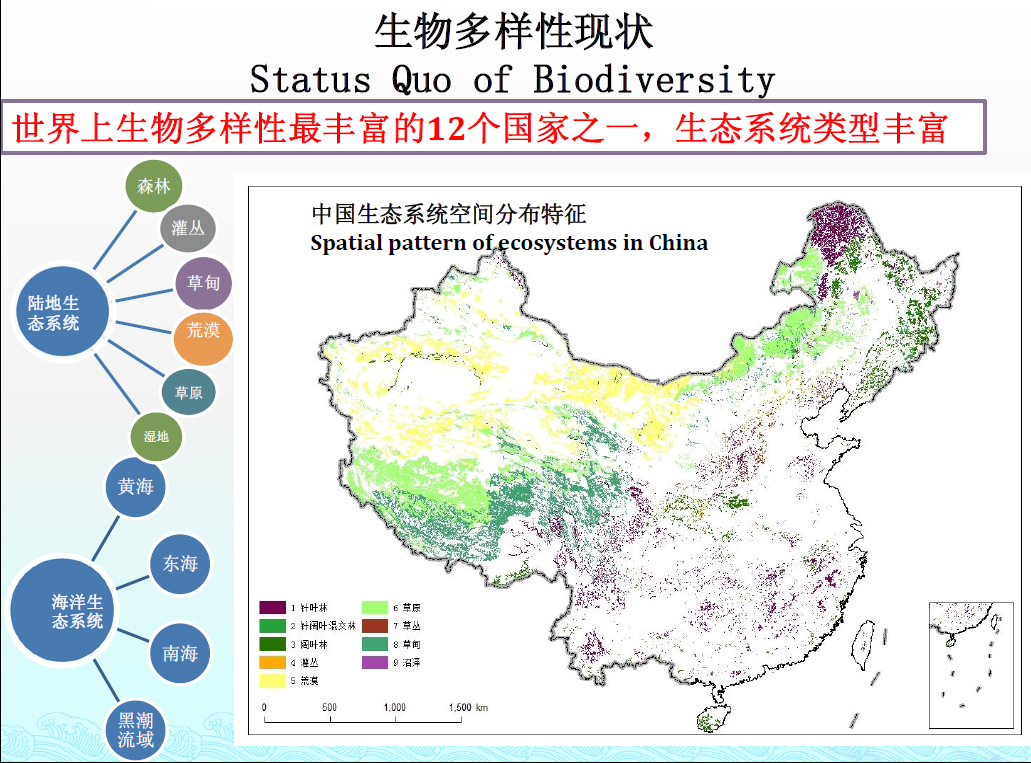 生物多样性现状
Status Quo of Biodiversity
世界上生物多样性最丰富的12个国家之一，生态系统类型丰富
森林
灌丛
草甸
荒漠
草原
湿地
陆地生
态系统
黄海
东海
南海
黑潮
流域
海洋生
态系统
中国生态系统空间分布特征
Spatial pattern of ecosystems in China
1 针叶林
2 针阔叶混交林
3 阔叶林
4 灌丛
5 荒漠
6 草原
7 草丛
8 草甸
9 沼泽
0 500 1,000 1,500 km